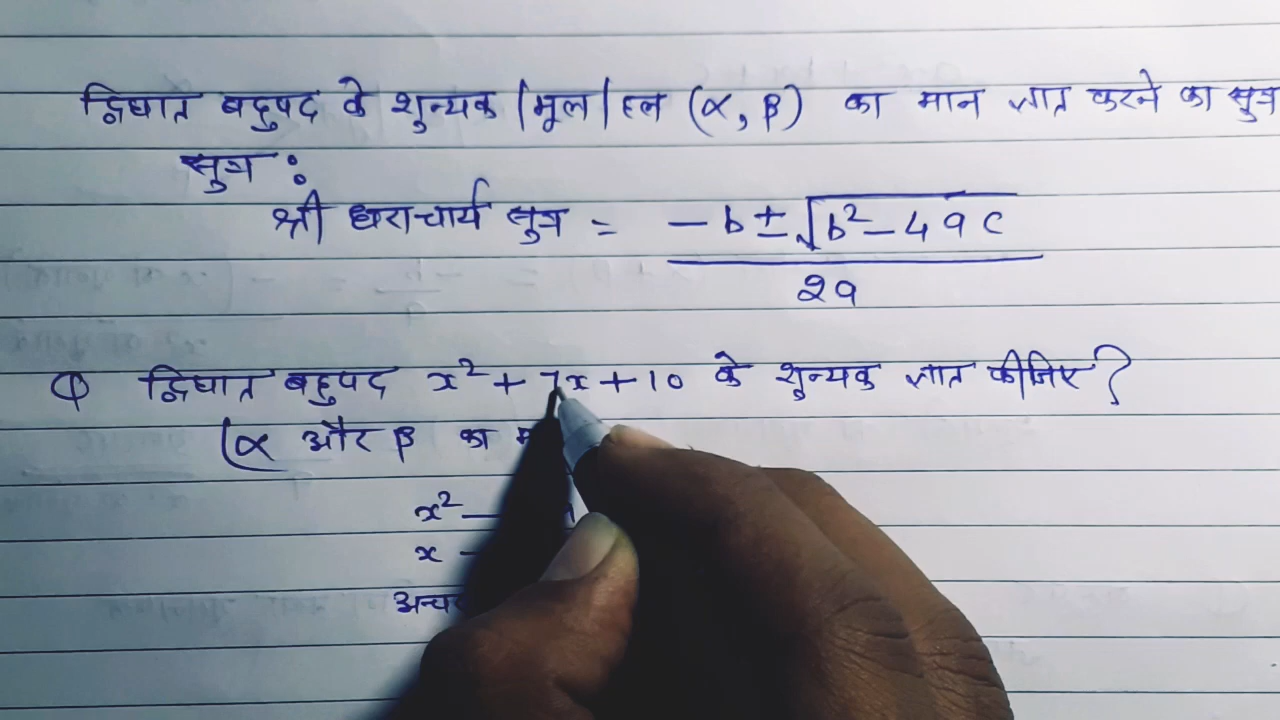 द्विघात बहुपद के शुन्यक /मूल/ हल (α, β) का मान ज्ञात करने का सुत्र
सुत्र :
श्री धराचार्य सुत्र = −b ± √b² − 4ac / 2a
Q द्विघात बहुपद x² + 7x + 10 के शून्यक ज्ञात कीजिए?
(α और β का
x² —
x –